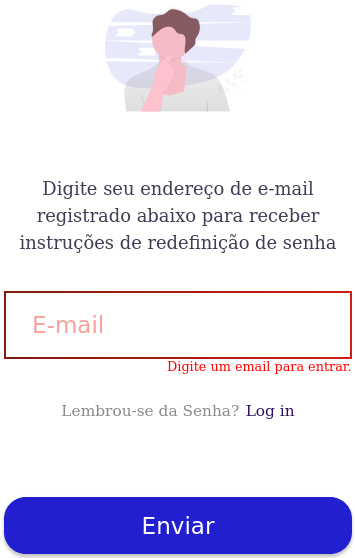 Digite seu endereço de e-mail
registrado abaixo para receber
instruções de redefinição de senha
E-mail
Digite um email para entrar.
Lembrou-se da Senha? Log in
Enviar